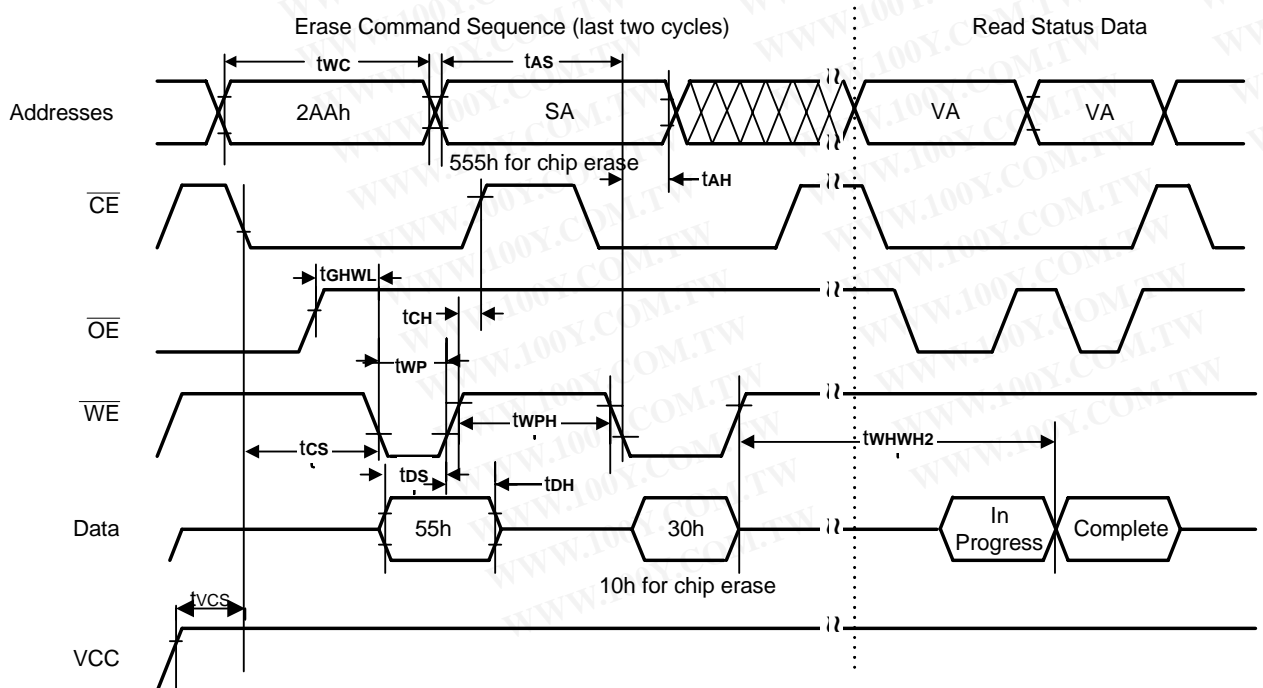 Erase Command Sequence (last two cycles)
Read Status Data
tWC
tAS
Addresses
2AAh
SA
VA
VA
555h for chip erase
tAH
CE
tGHWL
OE
tCH
tWP
WE
tWPH
tCS
tWHWH2
tDS
tDH
Data
55h
30h
In
Progress
Complete
10h for chip erase
tVCS
VCC
WWW.100Y.COM.TW